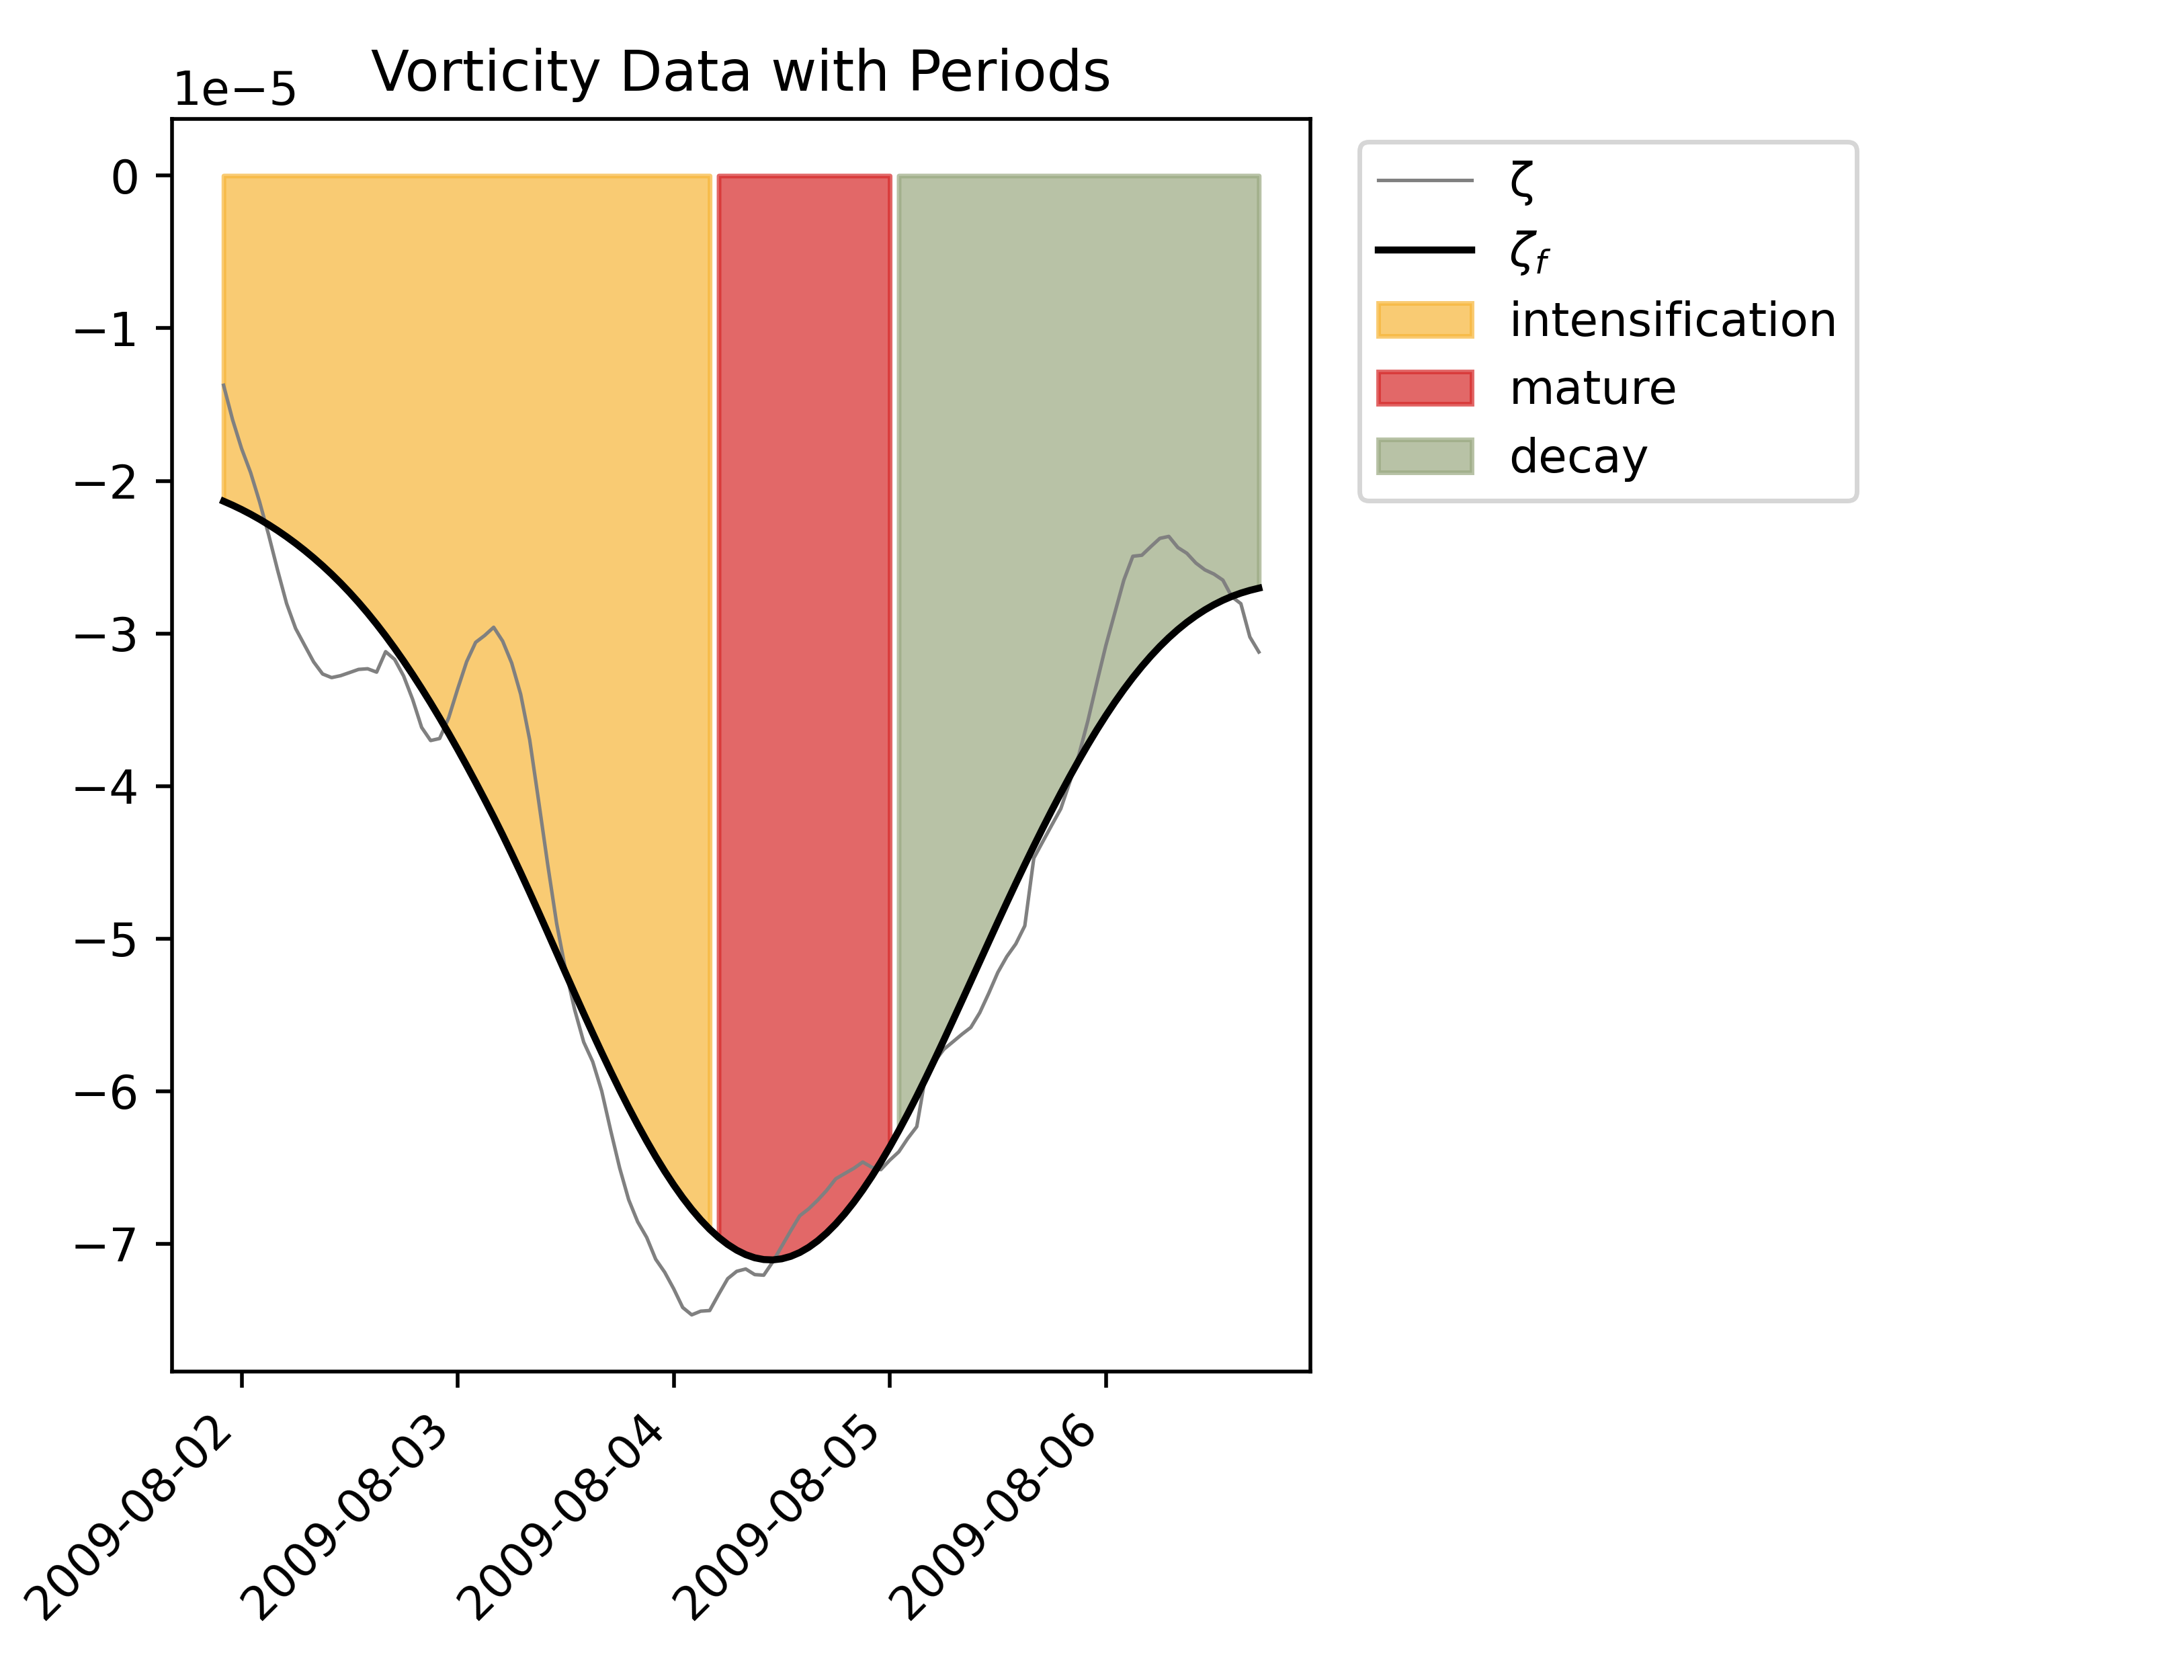 Vorticity Data with Periods
1e−5
0
−1
−2
−3
−4
−5
−6
−7
2009-08-02
2009-08-03
2009-08-04
2009-08-05
2009-08-06
ζ
ζf
intensification
mature
decay